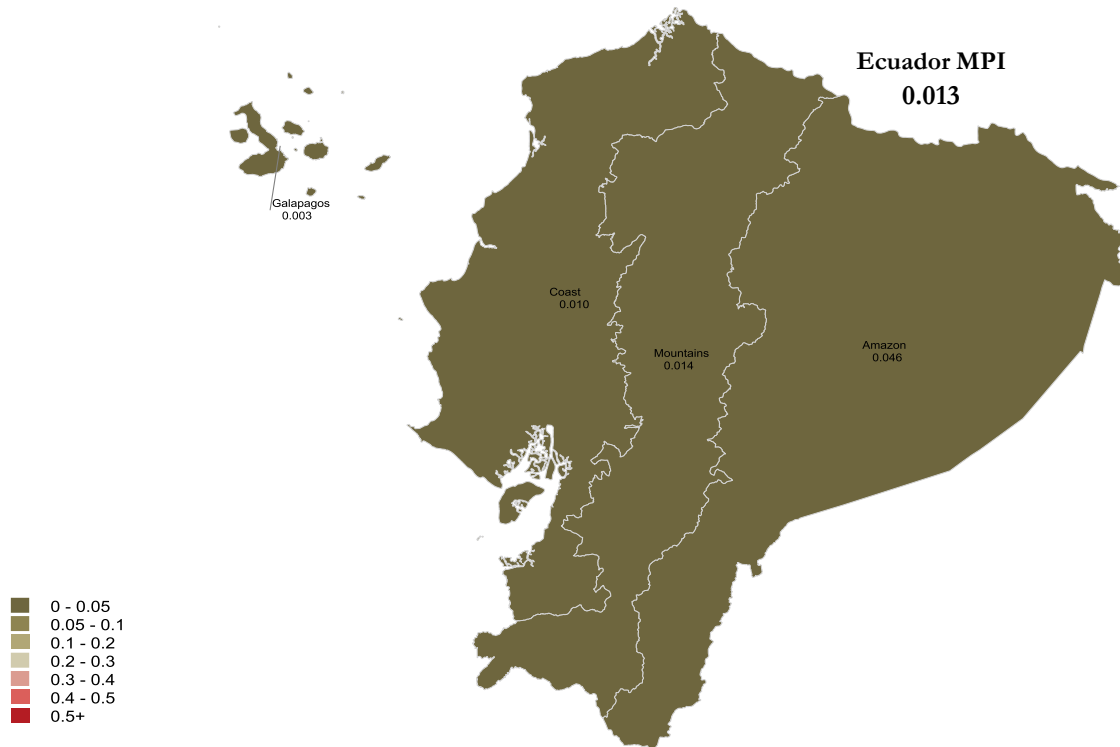 Ecuador MPI
0.013
Galapagos
0.003
Coast
0.010
Mountains
0.014
Amazon
0.046
0 - 0.05
0.05 - 0.1
0.1 - 0.2
0.2 - 0.3
0.3 - 0.4
0.4 - 0.5
0.5+